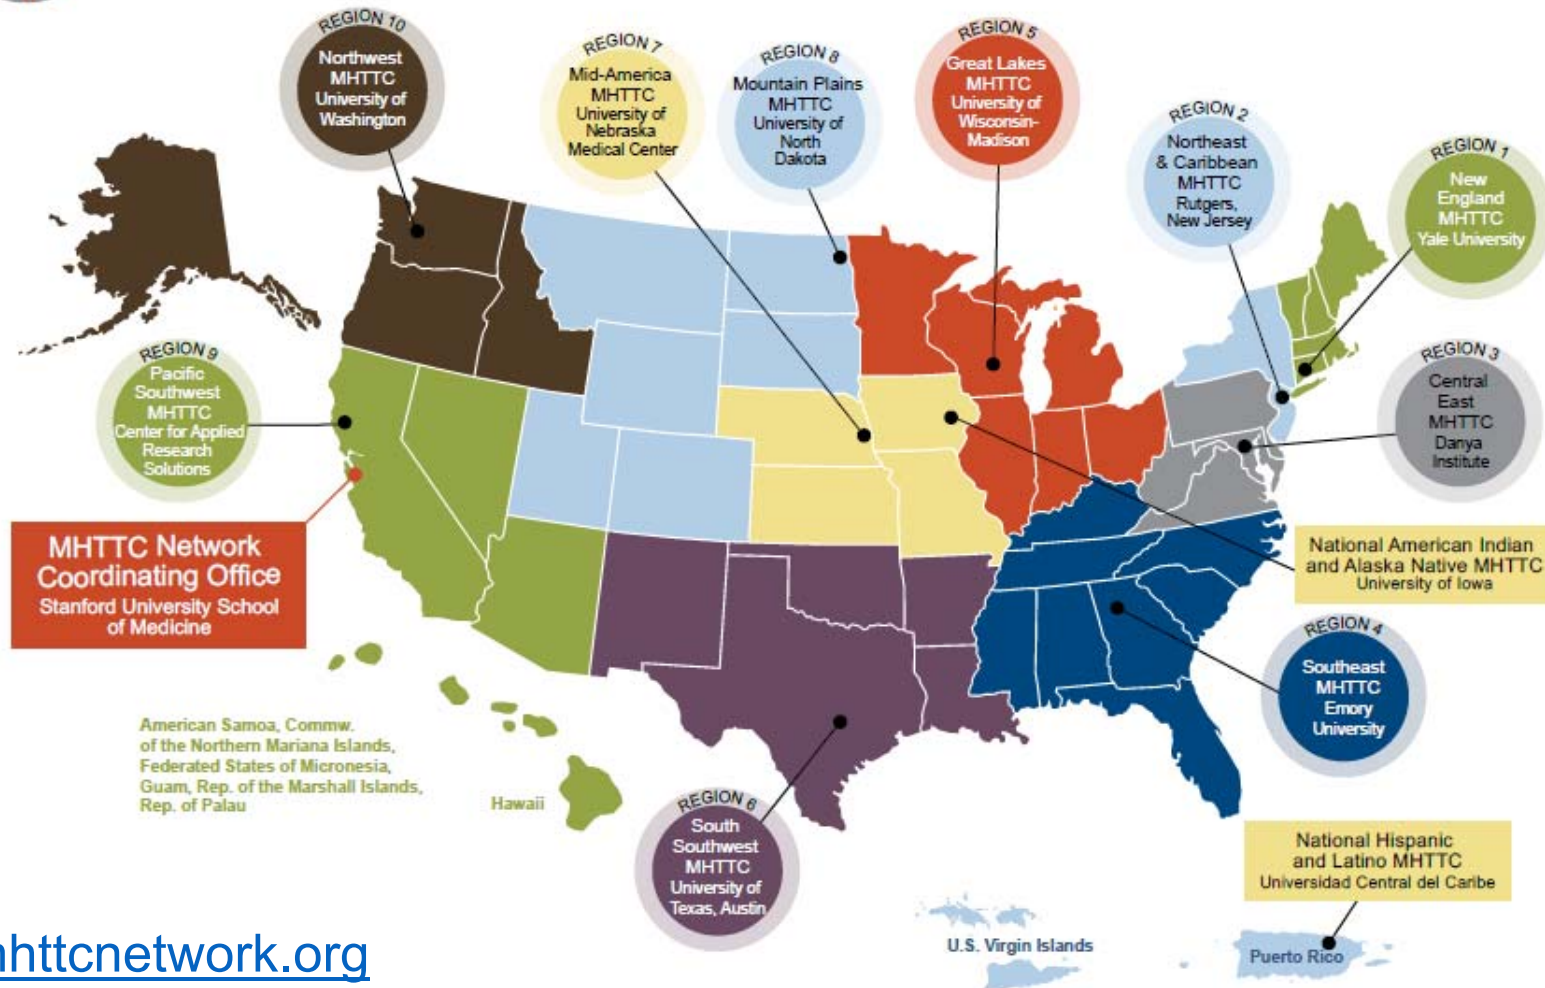 REGION 10
Northwest
MHTTC
University of
Washington
REGION 7
Mid-America
MHTTC
University of
Nebraska
Medical Center
REGION 8
Mountain Plains
MHTTC
University of
North
Dakota
REGION 5
Great Lakes
MHTTC
University of
Wisconsin-
Madison
REGION 2
Northeast
& Caribbean
MHTTC
Rutgers,
New Jersey
REGION 1
New
England
MHTTC
Yale University
REGION 9
Pacific
Southwest
MHTTC
Center for Applied
Research
Solutions
REGION 3
Central
East
MHTTC
Danya
Institute
MHTTC Network
Coordinating Office
Stanford University School
of Medicine
National American Indian
and Alaska Native MHTTC
University of Iowa
REGION 4
Southeast
MHTTC
Emory
University
American Samoa, Commw.
of the Northern Mariana Islands,
Federated States of Micronesia,
Guam, Rep. of the Marshall Islands,
Rep. of Palau
Hawaii
REGION 6
South
Southwest
MHTTC
University of
Texas, Austin
National Hispanic
and Latino MHTTC
Universidad Central del Caribe
U.S. Virgin Islands
Puerto Rico
mhttcnetwork.org